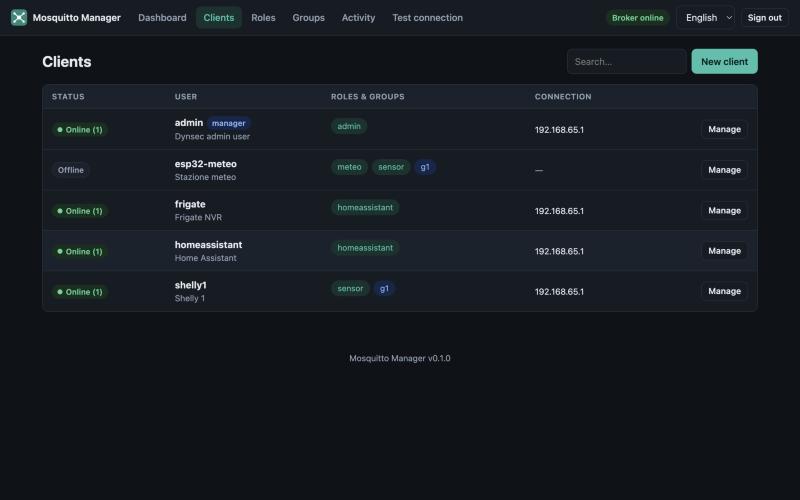 Mosquitto Manager Dashboard Clients Roles Groups Activity Test connection Broker online English Sign out
Clients Search... New client
STATUS USER ROLES & GROUPS CONNECTION
Online (1) admin manager admin 192.168.65.1 Manage
Dynsec admin user
Offline esp32-meteo meteo sensor g1 — Manage
Stazione meteo
Online (1) frigate homeassistant 192.168.65.1 Manage
Frigate NVR
Online (1) homeassistant homeassistant 192.168.65.1 Manage
Home Assistant
Online (1) shelly1 sensor g1 192.168.65.1 Manage
Shelly 1
Mosquitto Manager v0.1.0